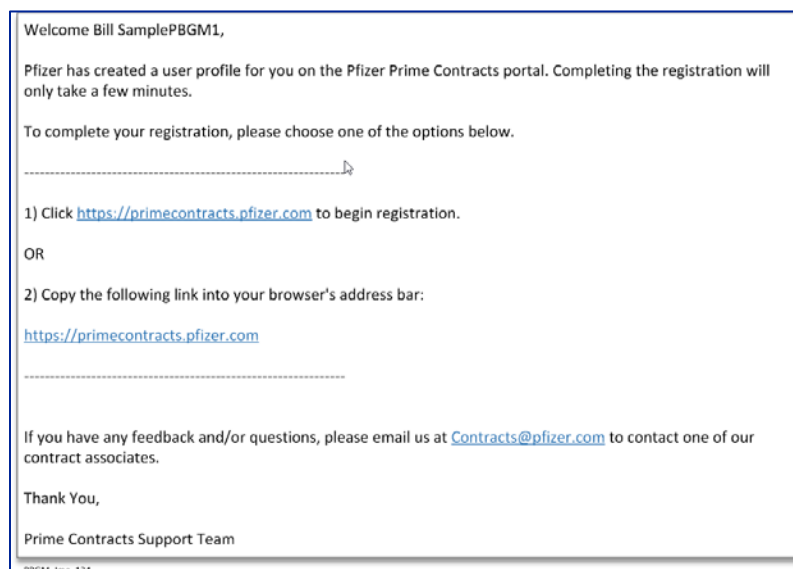 Welcome Bill SamplePBGM1,
Pfizer has created a user profile for you on the Pfizer Prime Contracts portal. Completing the registration will
only take a few minutes.
To complete your registration, please choose one of the options below.
--------------------------------------------------------------
1) Click https://primecontracts.pfizer.com to begin registration.
OR
2) Copy the following link into your browser's address bar:
https://primecontracts.pfizer.com
--------------------------------------------------------------
If you have any feedback and/or questions, please email us at Contracts@pfizer.com to contact one of our
contract associates.
Thank You,
Prime Contracts Support Team